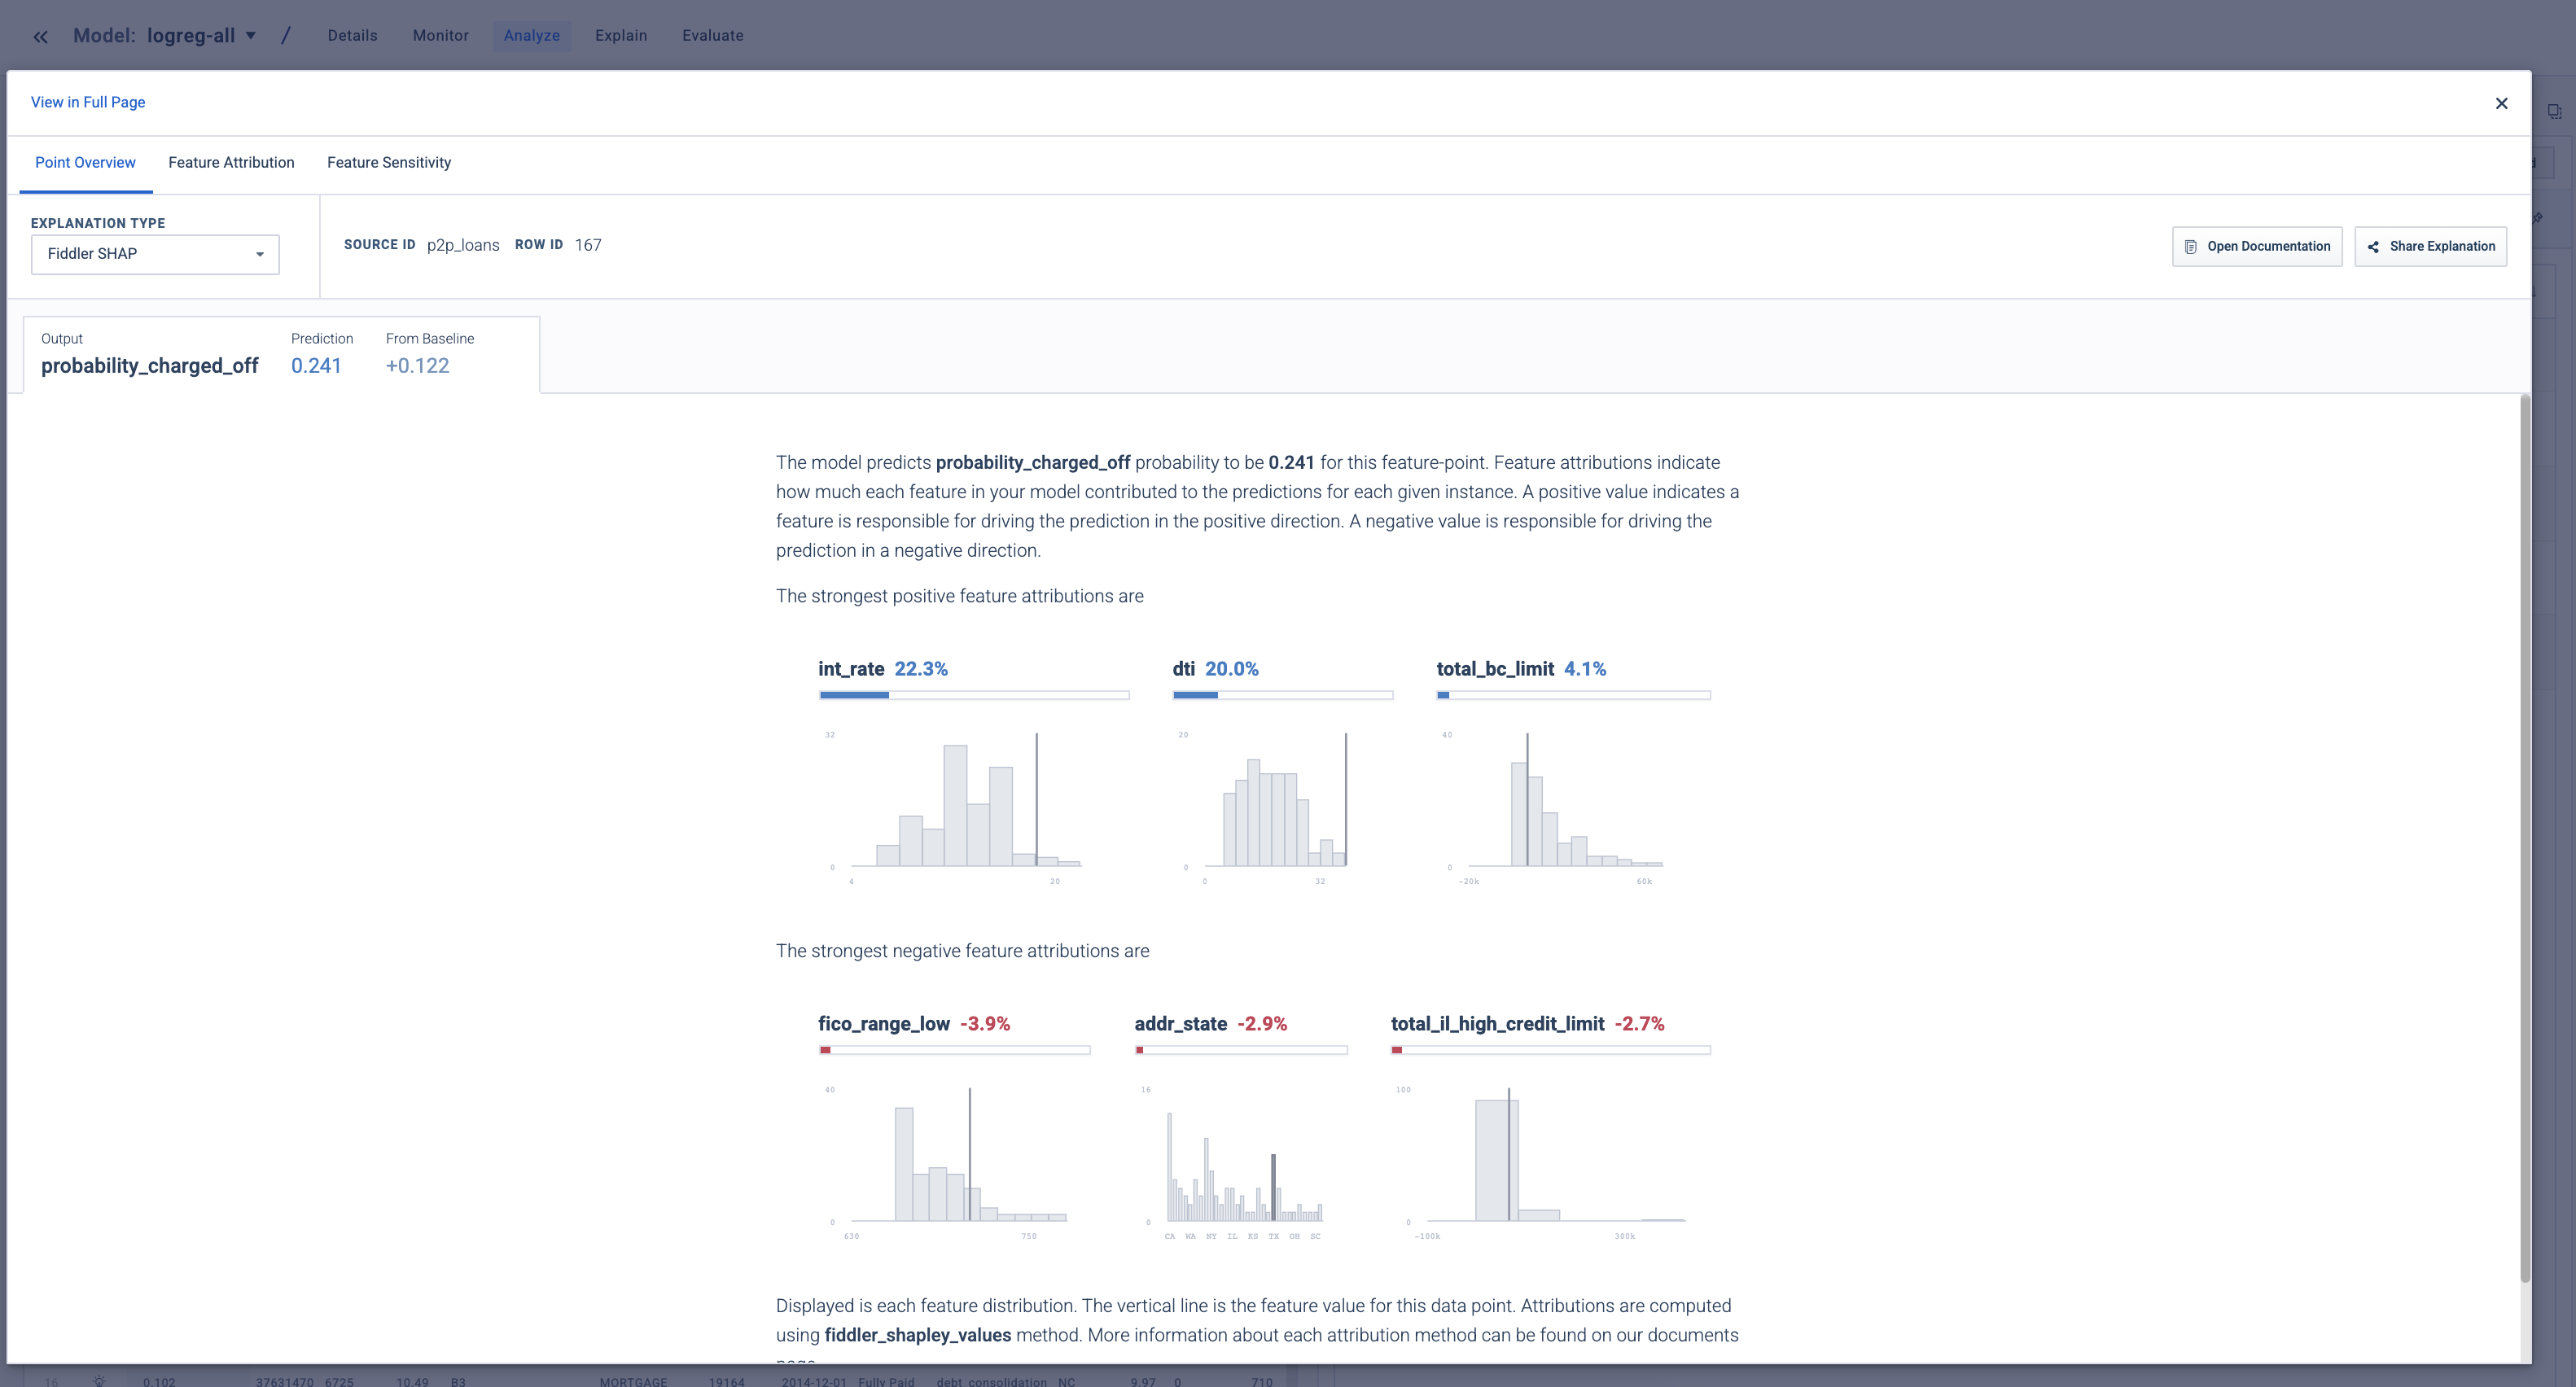 Model: logreg-all / Details Monitor Analyze Explain Evaluate
View in Full Page
Point Overview Feature Attribution Feature Sensitivity
EXPLANATION TYPE
Fiddler SHAP
SOURCE ID p2p_loans ROW ID 167
Open Documentation Share Explanation
Output Prediction From Baseline
probability_charged_off 0.241 +0.122
The model predicts probability_charged_off probability to be 0.241 for this feature-point. Feature attributions indicate
how much each feature in your model contributed to the predictions for each given instance. A positive value indicates a
feature is responsible for driving the prediction in the positive direction. A negative value is responsible for driving the
prediction in a negative direction.
The strongest positive feature attributions are
int_rate 22.3% dti 20.0% total_bc_limit 4.1%
32 20 40
0 0 0
4 20 0 32 -20k 60k
The strongest negative feature attributions are
fico_range_low -3.9% addr_state -2.9% total_il_high_credit_limit -2.7%
40 16 100
0 0 0
630 750 CA WA NY IL KS TX OH SC -100k 300k
Displayed is each feature distribution. The vertical line is the feature value for this data point. Attributions are computed
using fiddler_shapley_values method. More information about each attribution method can be found on our documents
16 0.102 37631470 6725 10.49 B3 MORTGAGE 19164 2014-12-01 Fully Paid debt_consolidation NC 9.97 0 710